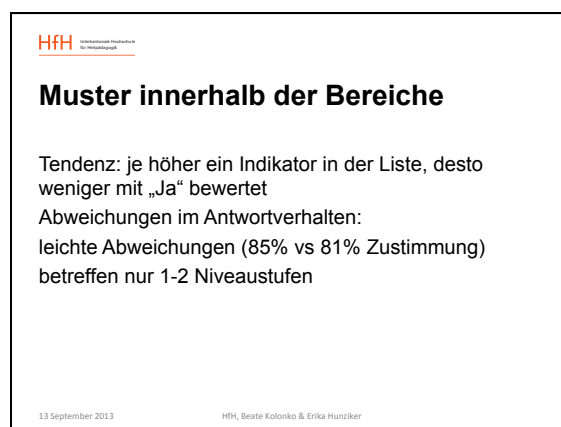 HfH Interkantonale Hochschule
für Heilpädagogik
Muster innerhalb der Bereiche
Tendenz: je höher ein Indikator in der Liste, desto
weniger mit „Ja“ bewertet
Abweichungen im Antwortverhalten:
leichte Abweichungen (85% vs 81% Zustimmung)
betreffen nur 1-2 Niveaustufen
13 September 2013 HfH, Beate Kolonko & Erika Hunziker